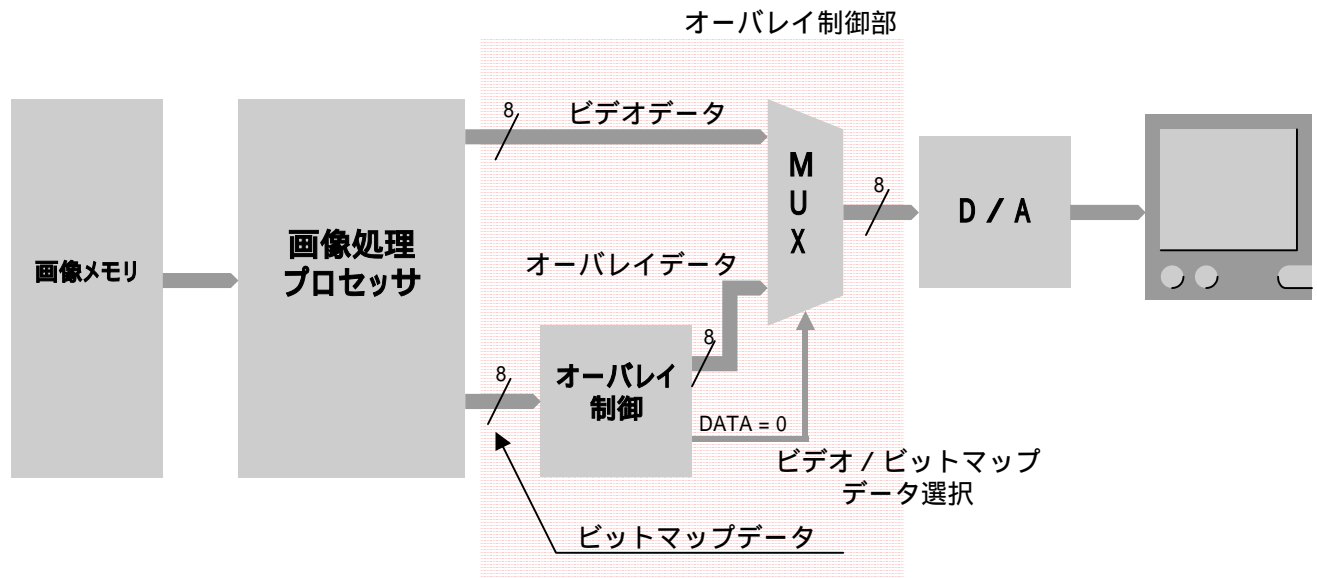 オーバレイ制御部
8
ビデオデータ
MUX
8
D / A
画像メモリ
画像処理
プロセッサ
オーバレイデータ
8
8
オーバレイ
制御
DATA = 0
ビデオ / ビットマップ
データ選択
ビットマップデータ